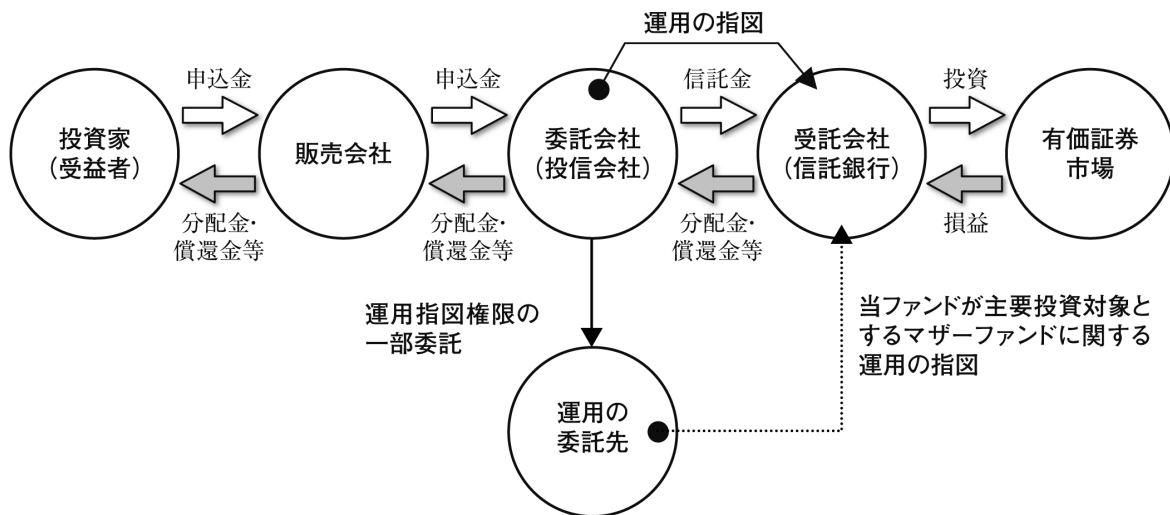 運用の指図
申込金
申込金
信託金
投資
投資家
（受益者）
販売会社
委託会社
（投信会社）
受託会社
（信託銀行）
有価証券
市場
分配金・
償還金等
分配金・
償還金等
分配金・
償還金等
損益
運用指図権限の
一部委託
当ファンドが主要投資対象と
するマザーファンドに関する
運用の指図
運用の
委託先